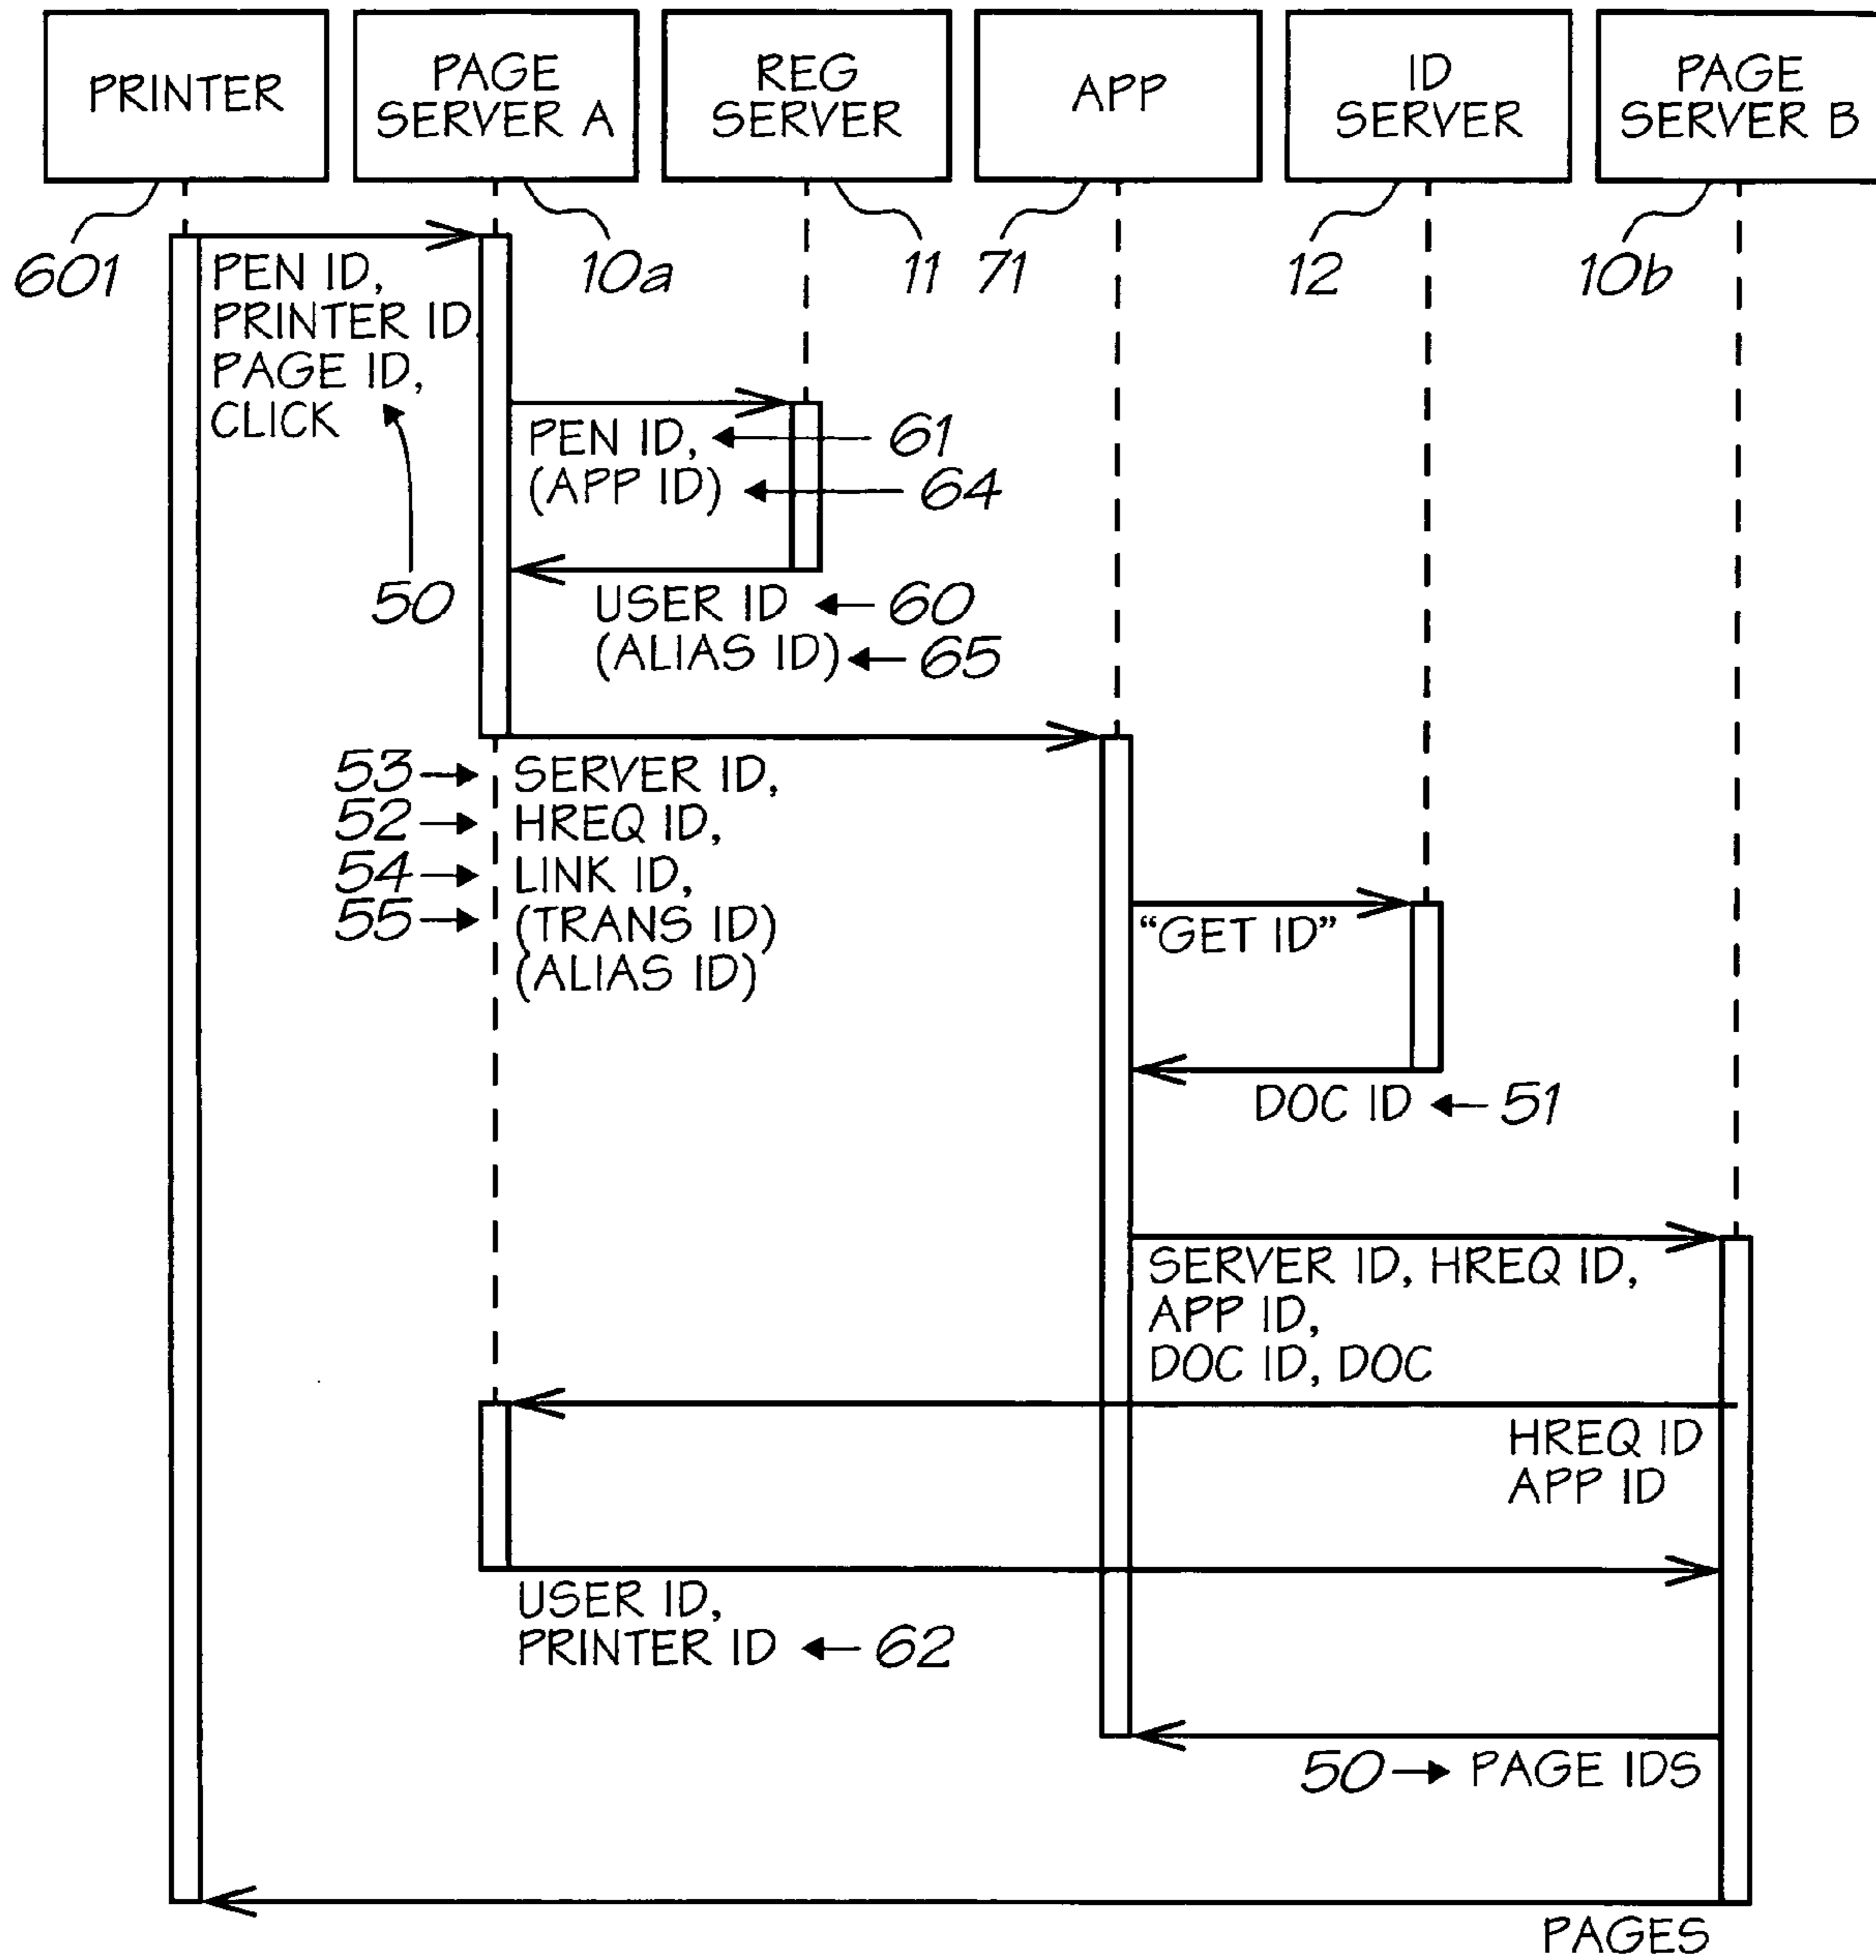 PRINTER
PAGE
SERVER A
REG
SERVER
APP
ID
SERVER
PAGE
SERVER B
601
10a
11
71
12
10b
PEN ID,
PRINTER ID
PAGE ID,
CLICK
50
PEN ID,
61
(APP ID)
64
USER ID
60
(ALIAS ID)
65
53
SERVER ID,
52
HREQ ID,
54
LINK ID,
55
(TRANS ID)
(ALIAS ID)
“GET ID”
DOC ID
51
SERVER ID, HREQ ID,
APP ID,
DOC ID, DOC
HREQ ID
APP ID
USER ID,
PRINTER ID
62
50
PAGE IDS
PAGES